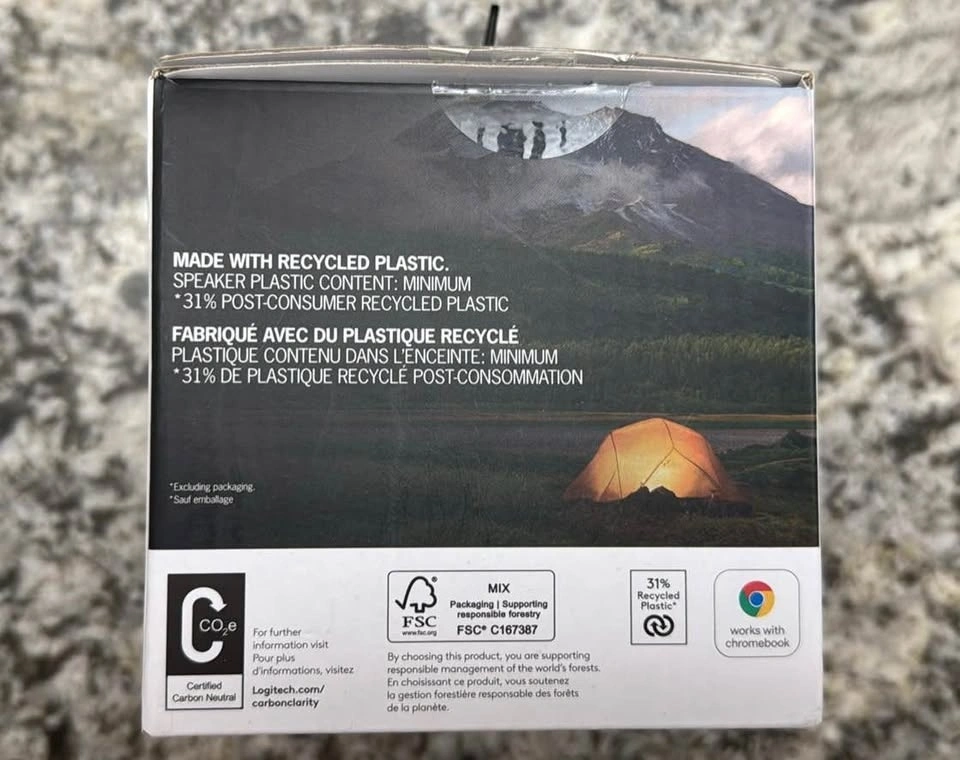 MADE WITH RECYCLED PLASTIC.
SPEAKER PLASTIC CONTENT: MINIMUM
*31% POST-CONSUMER RECYCLED PLASTIC
FABRIQUÉ AVEC DU PLASTIQUE RECYCLÉ
PLASTIQUE CONTENU DANS L'ENCEINTE: MINIMUM
*31% DE PLASTIQUE RECYCLÉ POST-CONSOMMATION
*Excluding packaging.
*Sauf emballage
CO₂e
Certified
Carbon Neutral
For further
information visit
Pour plus
d'informations, visitez
Logitech.com/
carbonclarity
FSC
www.fsc.org
MIX
Packaging | Supporting
responsible forestry
FSC® C167387
By choosing this product, you are supporting
responsible management of the world's forests.
En choisissant ce produit, vous soutenez
la gestion forestière responsable des forêts
de la planète.
31%
Recycled
Plastic*
works with
chromebook